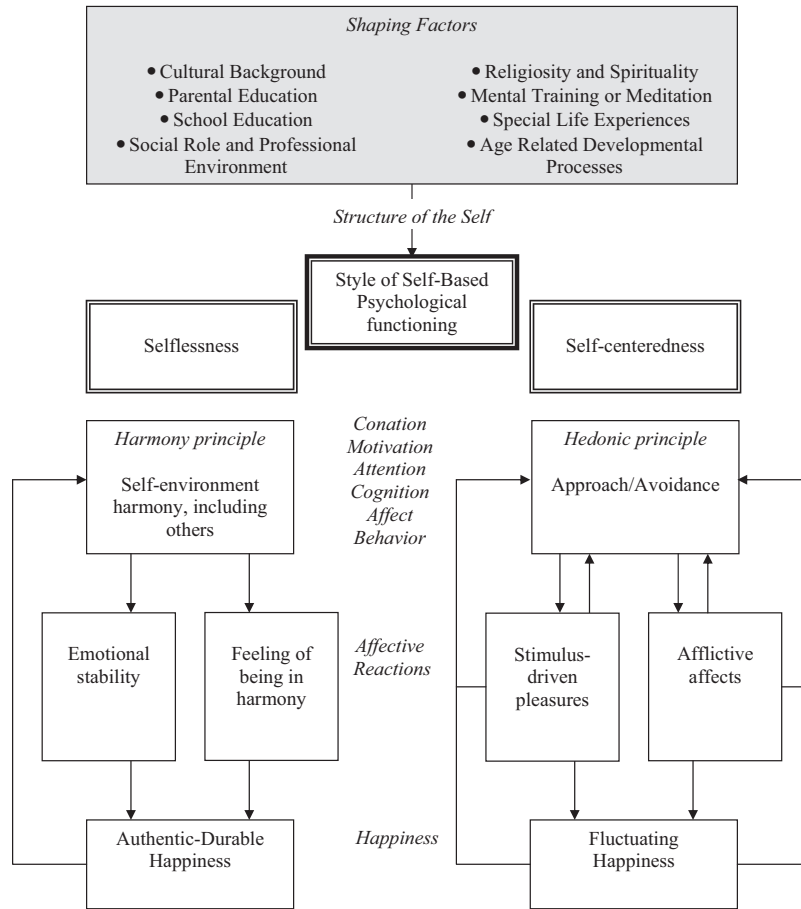 Shaping Factors
• Cultural Background
• Parental Education
• School Education
• Social Role and Professional
Environment
• Religiosity and Spirituality
• Mental Training or Meditation
• Special Life Experiences
• Age Related Developmental
Processes
Structure of the Self
Style of Self-Based
Psychological
functioning
Selflessness
Self-centeredness
Harmony principle
Self-environment
harmony, including
others
Conation
Motivation
Attention
Cognition
Affect
Behavior
Hedonic principle
Approach/Avoidance
Emotional
stability
Feeling of
being in
harmony
Affective
Reactions
Stimulus-
driven
pleasures
Afflictive
affects
Authentic-Durable
Happiness
Happiness
Fluctuating
Happiness